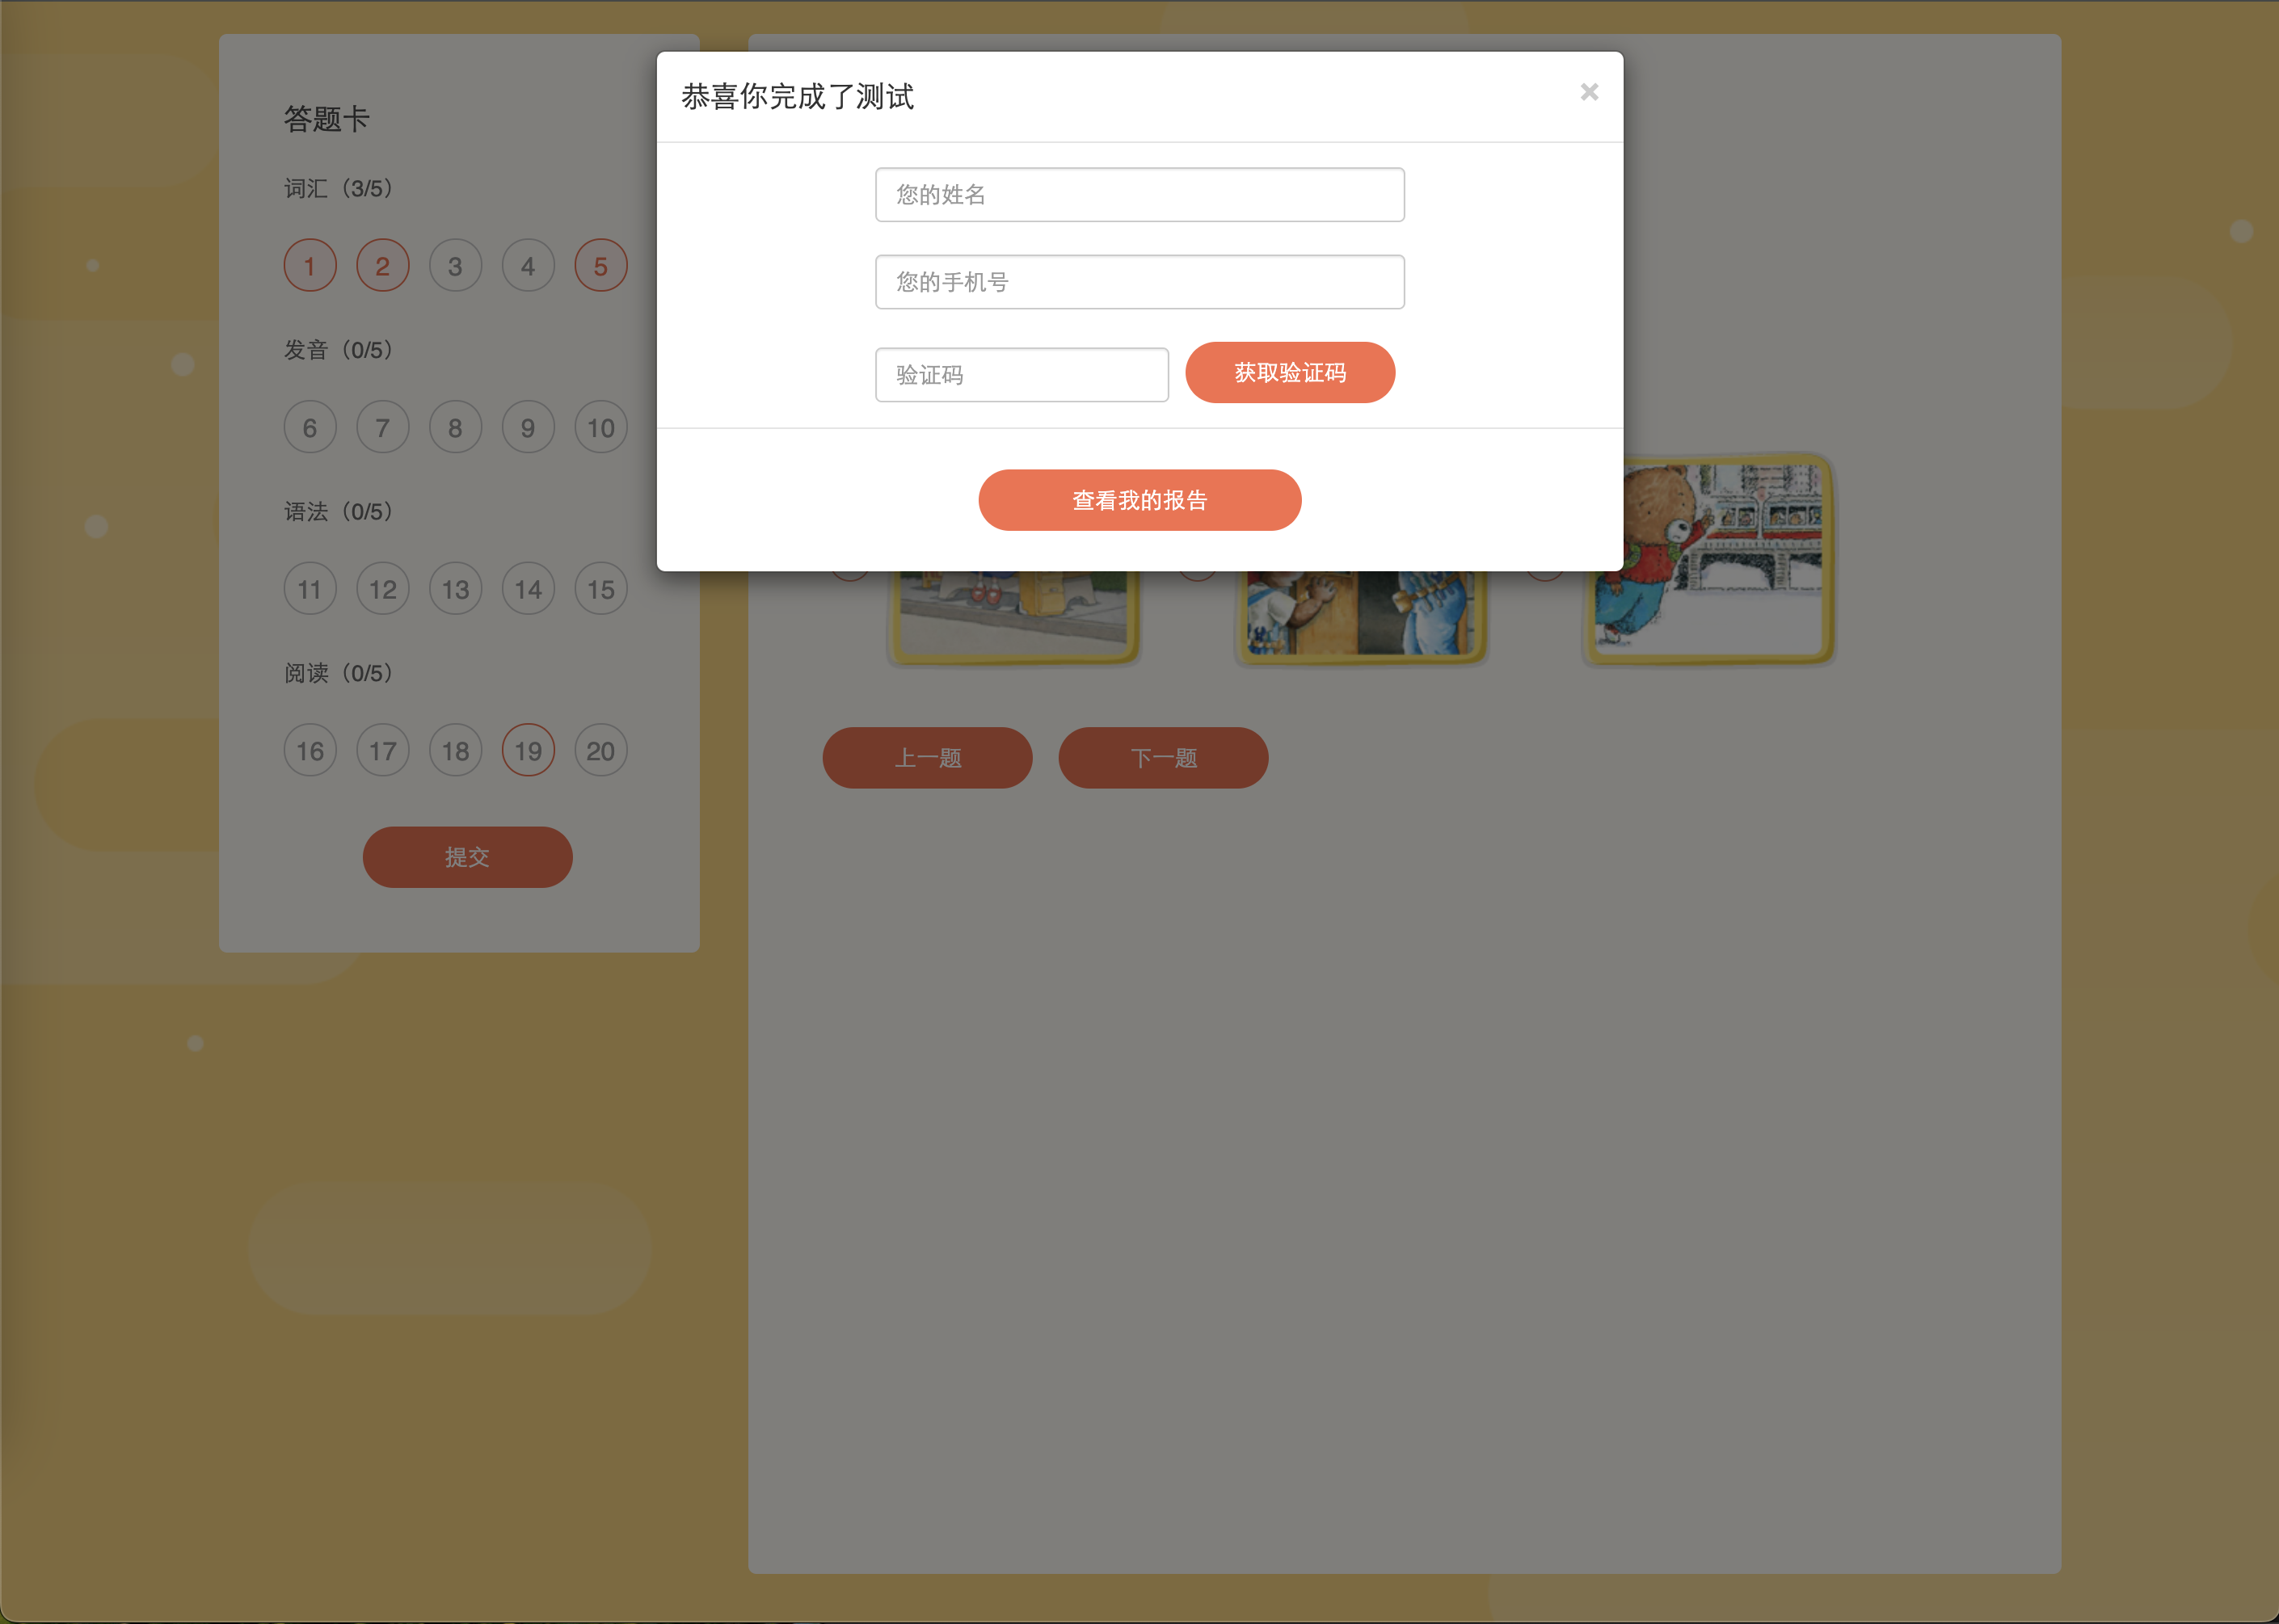 答题卡
词汇（3/5）
1 2 3 4 5
发音（0/5）
6 7 8 9 10
语法（0/5）
11 12 13 14 15
阅读（0/5）
16 17 18 19 20
提交
恭喜你完成了测试
×
您的姓名
您的手机号
验证码 获取验证码
查看我的报告
上一题 下一题